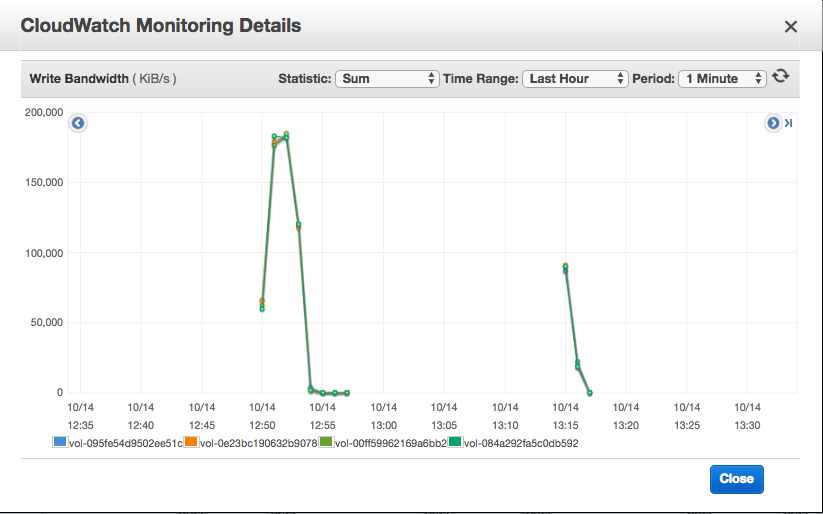 CloudWatch Monitoring Details
Write Bandwidth ( KiB/s ) Statistic: Sum Time Range: Last Hour Period: 1 Minute
200,000
150,000
100,000
50,000
0
10/14 10/14 10/14 10/14 10/14 10/14 10/14 10/14 10/14 10/14 10/14 10/14
12:35 12:40 12:45 12:50 12:55 13:00 13:05 13:10 13:15 13:20 13:25 13:30
vol-095fe54d9502ee51c vol-0e23bc190632b9078 vol-00ff59962169a6bb2 vol-084a292fa5c0db592
Close